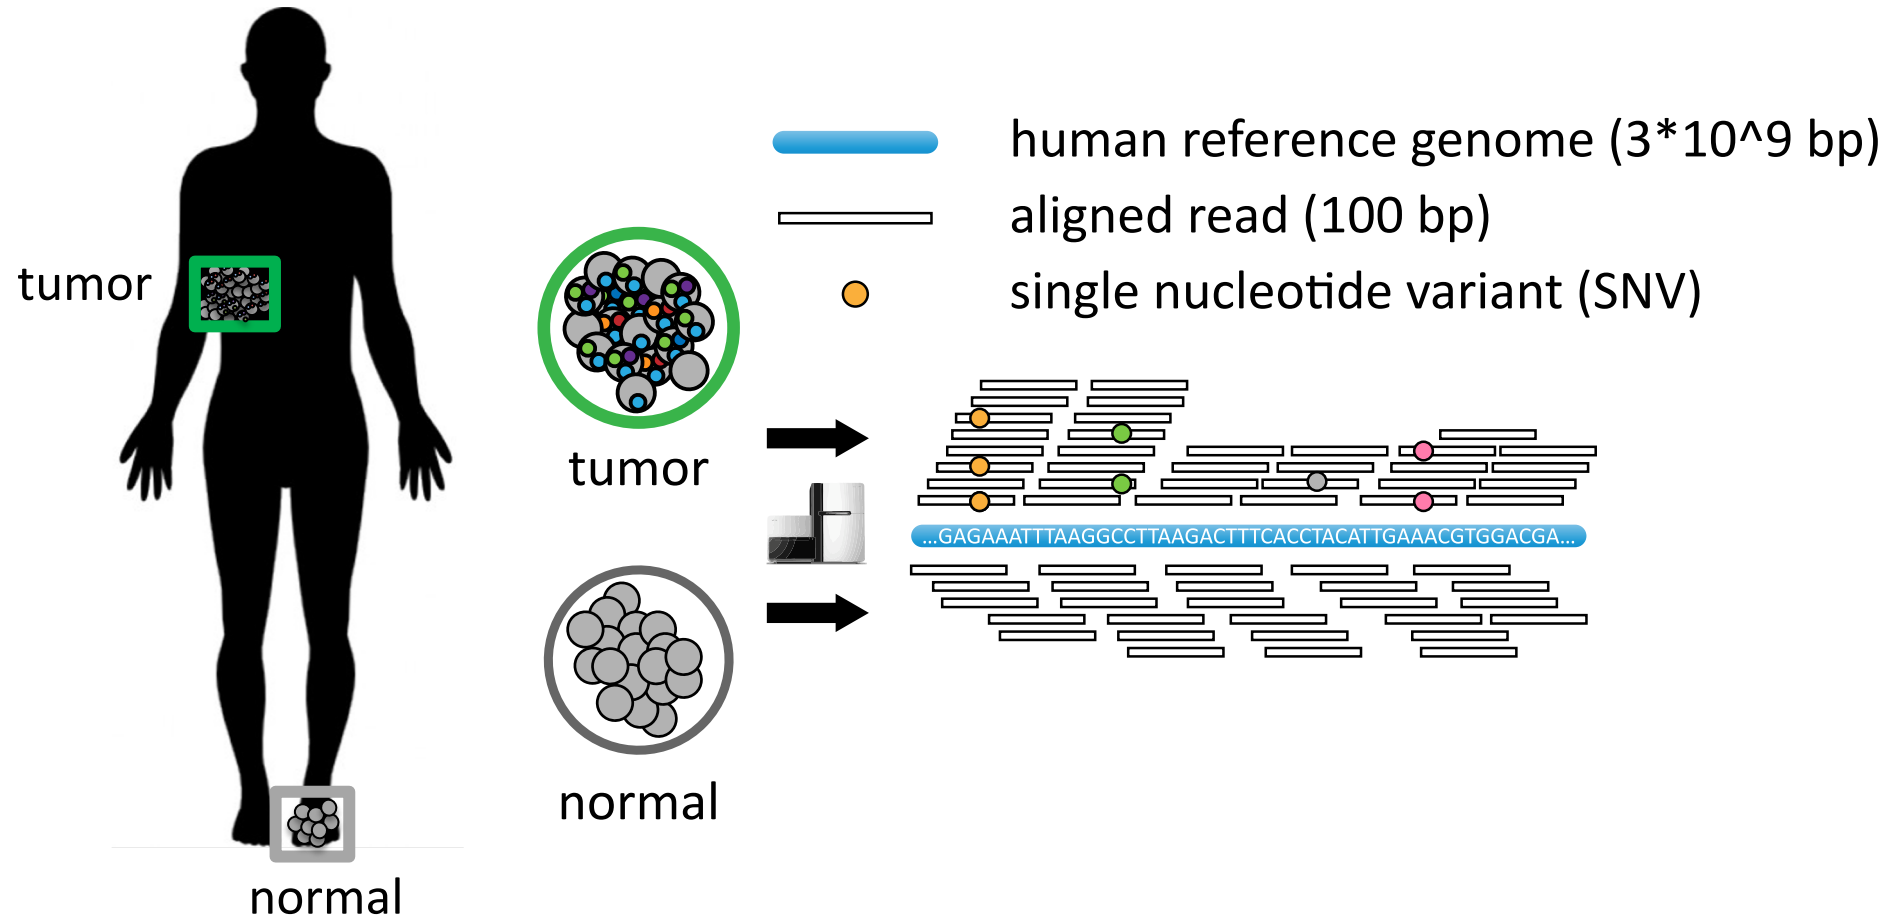 human reference genome (3*10^9 bp)
aligned read (100 bp)
single nucleotide variant (SNV)
tumor
tumor
...GAGAAATTTAAGGCCTTAAGACTTTCACCTACATTGAAACGTGGACGA...
normal
normal